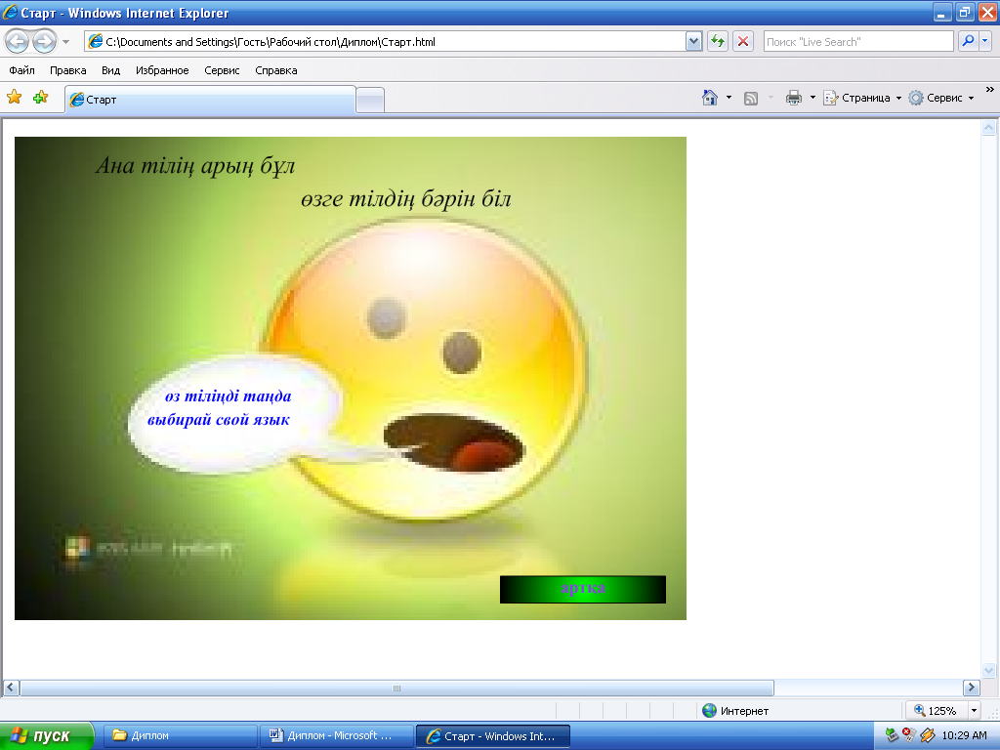 Старт - Windows Internet Explorer
C:\Documents and Settings\Гость\Рабочий стол\Диплом\Старт.html
Поиск "Live Search"
Файл Правка Вид Избранное Сервис Справка
Старт
Страница Сервис »
Ана тілің арың бұл
өзге тілдің бәрін біл
өз тіліңді таңда
выбирай свой язык
артка
Интернет 125%
пуск Диплом Диплом - Microsoft ... Старт - Windows Int... 10:29 AM